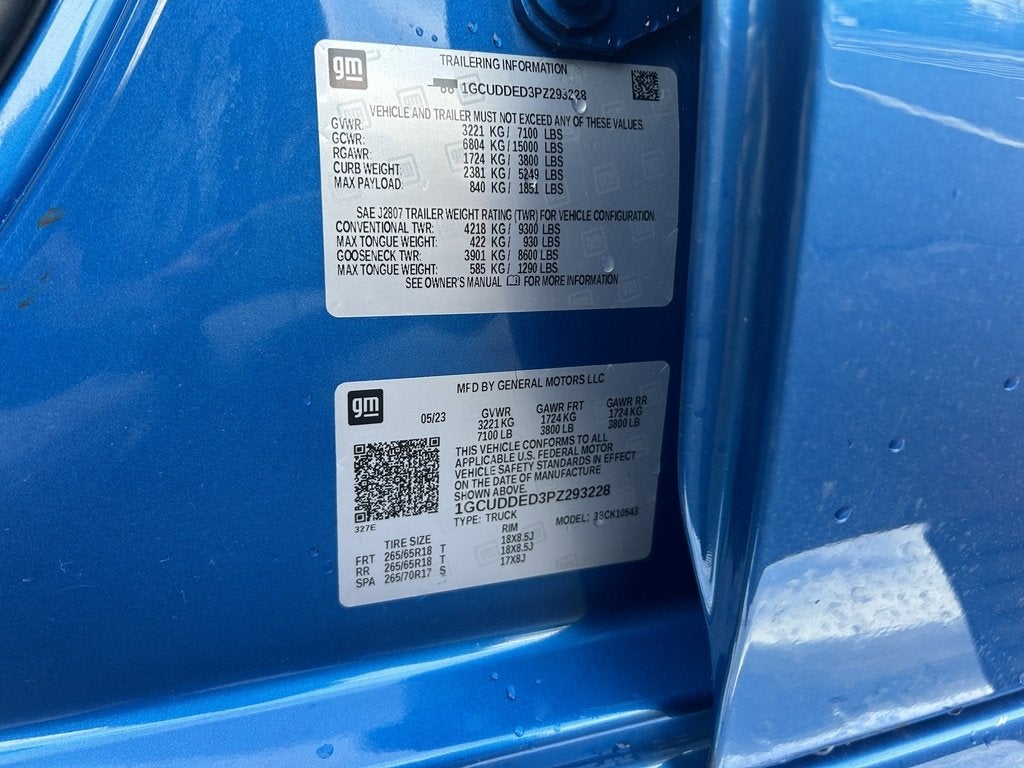 gm
TRAILERING INFORMATION
1GCUDDED3PZ293228
VEHICLE AND TRAILER MUST NOT EXCEED ANY OF THESE VALUES.
GVWR: 3221 KG/ 7100 LBS
GCWR: 6804 KG/ 15000 LBS
RGAWR: 1724 KG/ 3800 LBS
CURB WEIGHT: 2381 KG/ 5249 LBS
MAX PAYLOAD: 840 KG/ 1851 LBS
SAE J2807 TRAILER WEIGHT RATING (TWR) FOR VEHICLE CONFIGURATION.
CONVENTIONAL TWR: 4218 KG/ 9300 LBS
MAX TONGUE WEIGHT: 422 KG/ 930 LBS
GOOSENECK TWR: 3901 KG/ 8600 LBS
MAX TONGUE WEIGHT: 585 KG/ 1290 LBS
SEE OWNER'S MANUAL FOR MORE INFORMATION
gm
MFD BY GENERAL MOTORS LLC
05/23 GVWR GAWR FRT GAWR RR
3221 KG 1724 KG 1724 KG
7100 LB 3800 LB 3800 LB
THIS VEHICLE CONFORMS TO ALL
APPLICABLE U.S. FEDERAL MOTOR
VEHICLE SAFETY STANDARDS IN EFFECT
ON THE DATE OF MANUFACTURE
SHOWN ABOVE.
1GCUDDED3PZ293228
327E
TYPE: TRUCK MODEL: 38CK10543
TIRE SIZE RIM
FRT 265/65R18 T 18X8.5J
RR 265/65R18 T 18X8.5J
SPA 265/70R17 S 17X8J